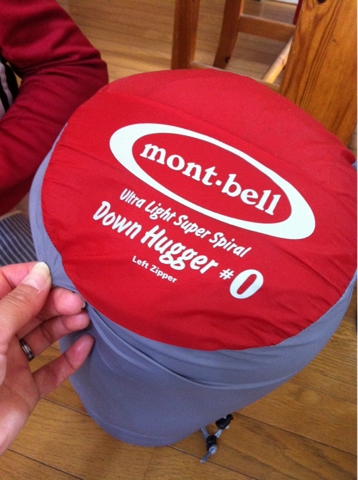 mont-bell
Ultra Light Super Spiral
Down Hugger #0
Left Zipper